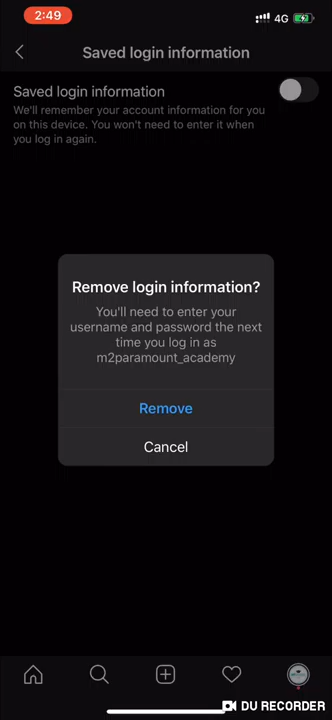 2:49
4G
Saved login information
Saved login information
We'll remember your account information for you
on this device. You won't need to enter it when
you log in again.
Remove login information?
You'll need to enter your
username and password the next
time you log in as
m2paramount_academy
Remove
Cancel
DU RECORDER